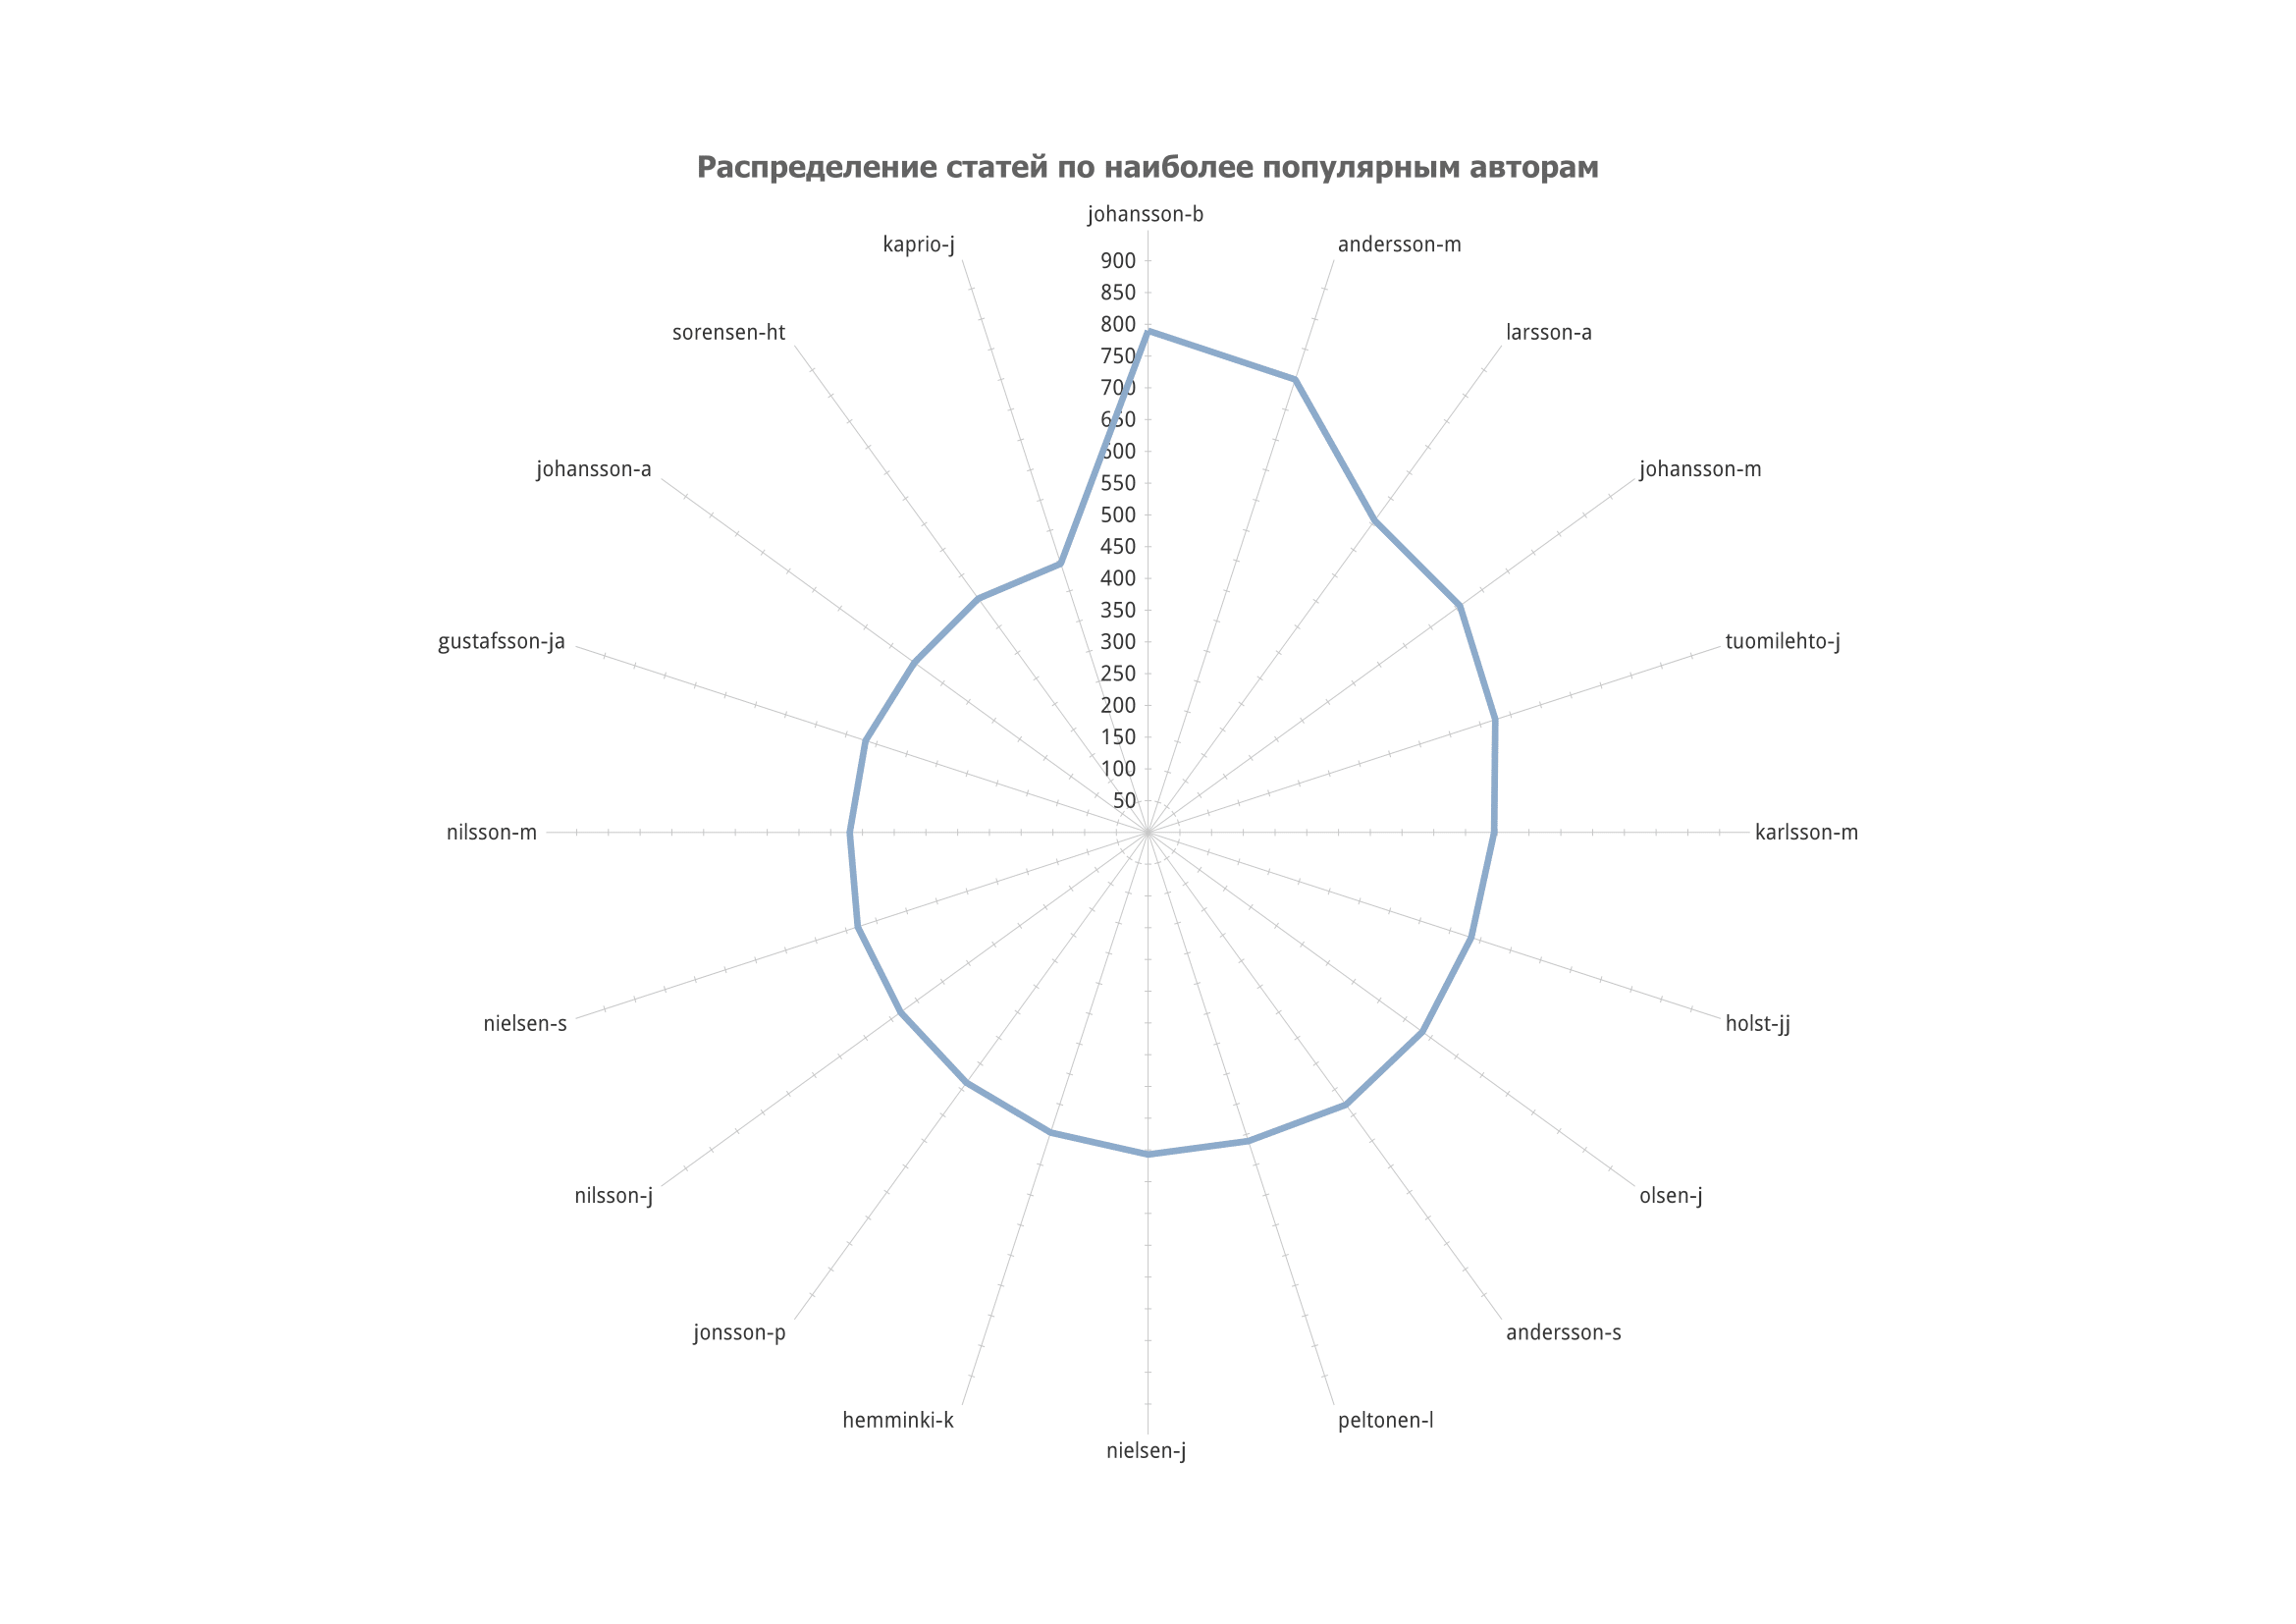 Распределение статей по наиболее популярным авторам
johansson-b
kaprio-j
andersson-m
900
850
sorensen-ht
800
larsson-a
750
700
johansson-a
650
johansson-m
600
550
500
450
400
350
gustafsson-ja
300
tuomilehto-j
250
200
150
100
50
nilsson-m
karlsson-m
nielsen-s
holst-jj
nilsson-j
olsen-j
jonsson-p
andersson-s
hemminki-k
peltonen-l
nielsen-j